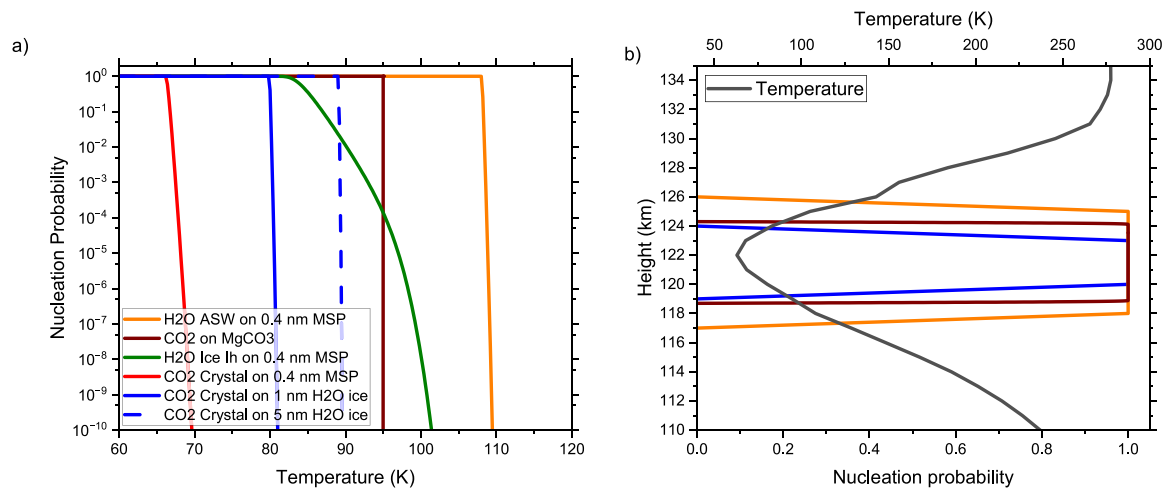 a)
10^0
10^-1
10^-2
10^-3
10^-4
10^-5
10^-6
10^-7
10^-8
10^-9
10^-10
Nucleation Probability
H2O ASW on 0.4 nm MSP
CO2 on MgCO3
H2O Ice Ih on 0.4 nm MSP
CO2 Crystal on 0.4 nm MSP
CO2 Crystal on 1 nm H2O ice
CO2 Crystal on 5 nm H2O ice
60 70 80 90 100 110 120
Temperature (K)
b)
Temperature (K)
50 100 150 200 250 300
Temperature
134
132
130
128
126
124
122
120
118
116
114
112
110
Height (km)
0.0 0.2 0.4 0.6 0.8 1.0
Nucleation probability